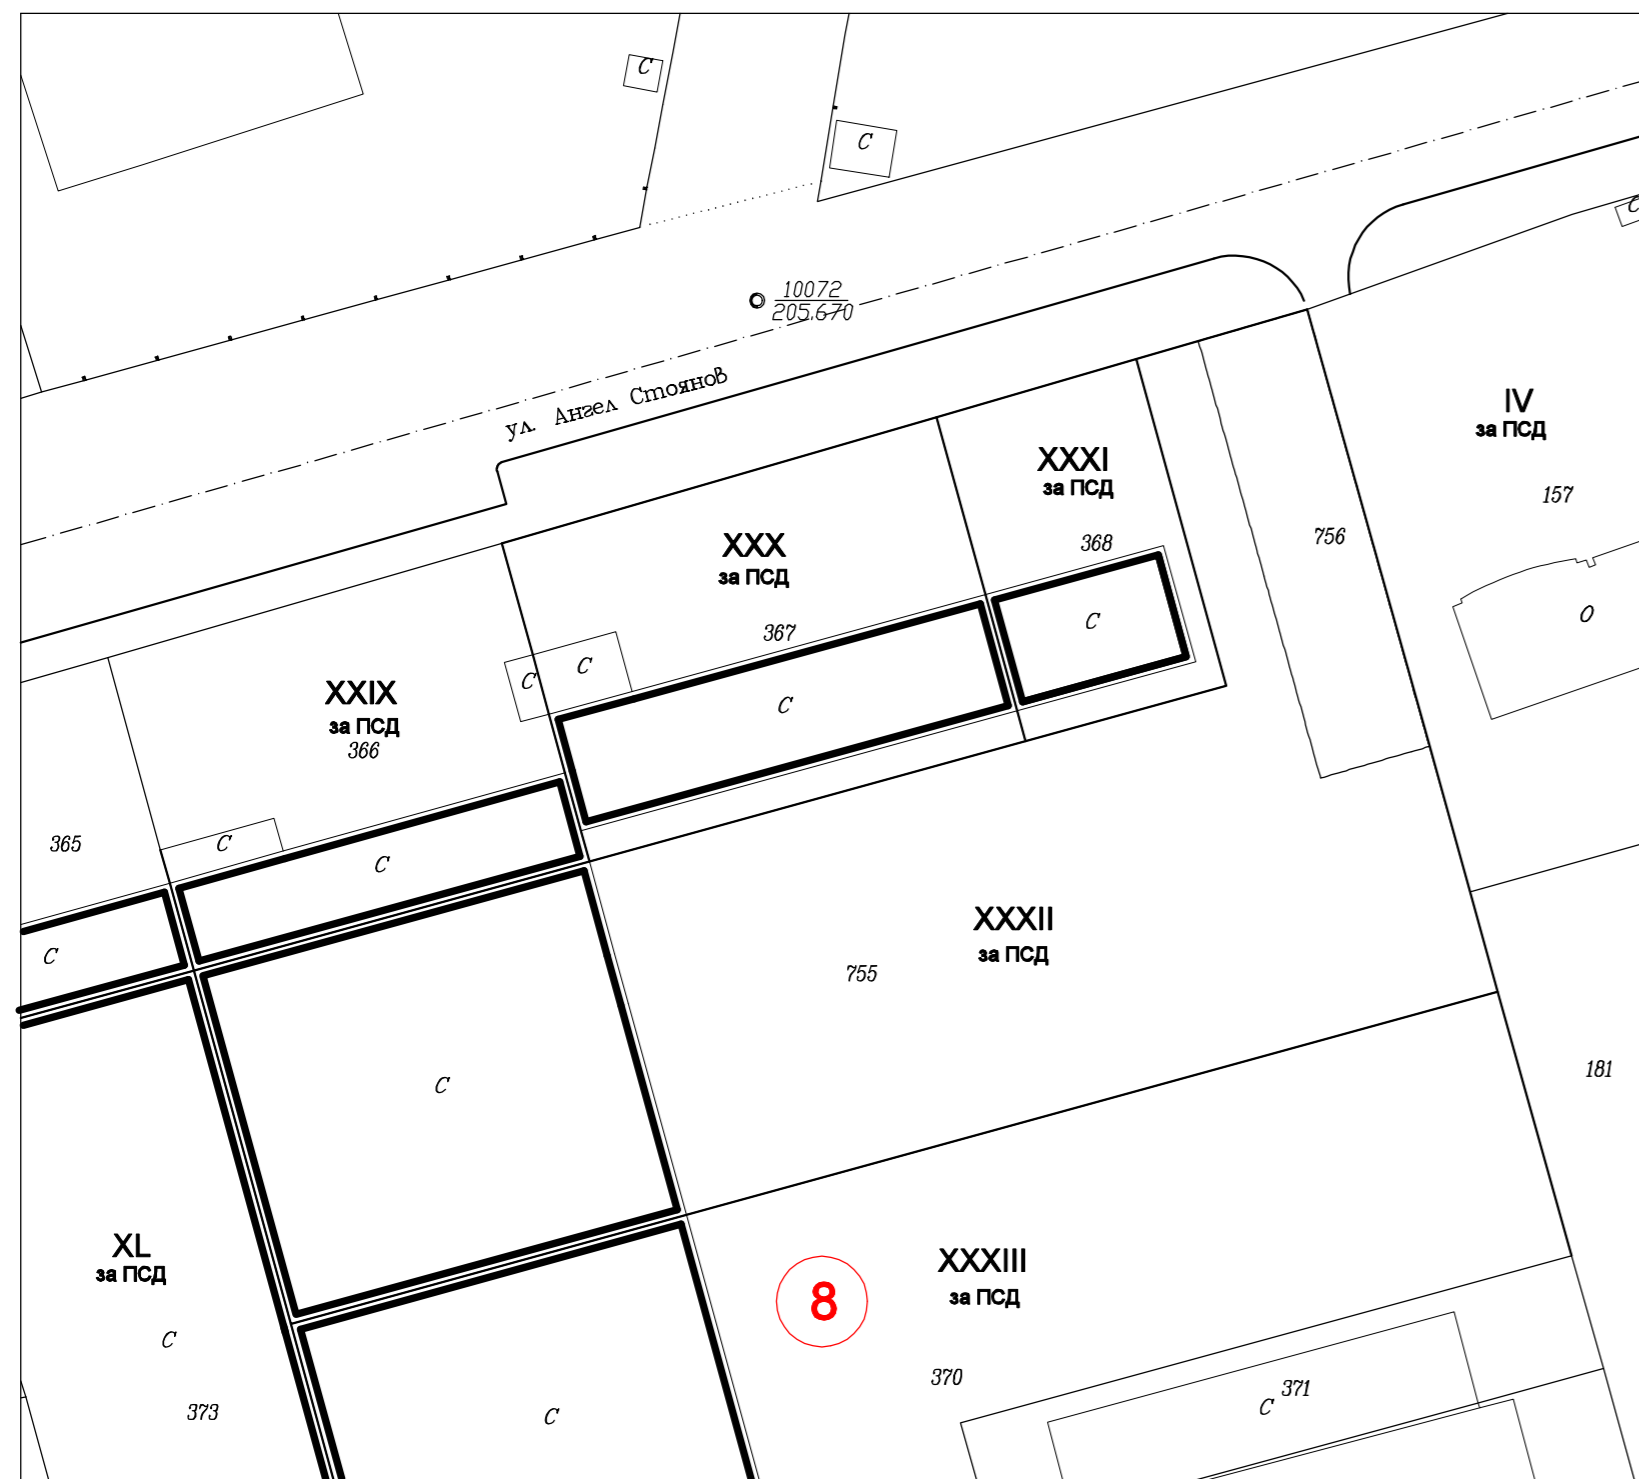 С
С
С
10072
205.670
ул. Ангел Стоянов
IV
за ПСД
157
XXXI
за ПСД
368
756
XXX
за ПСД
367
С
О
С
С
С
XXIX
за ПСД
366
365
С
С
С
XXXII
за ПСД
755
181
С
XL
за ПСД
С
373
8
XXXIII
за ПСД
370
371
С
С